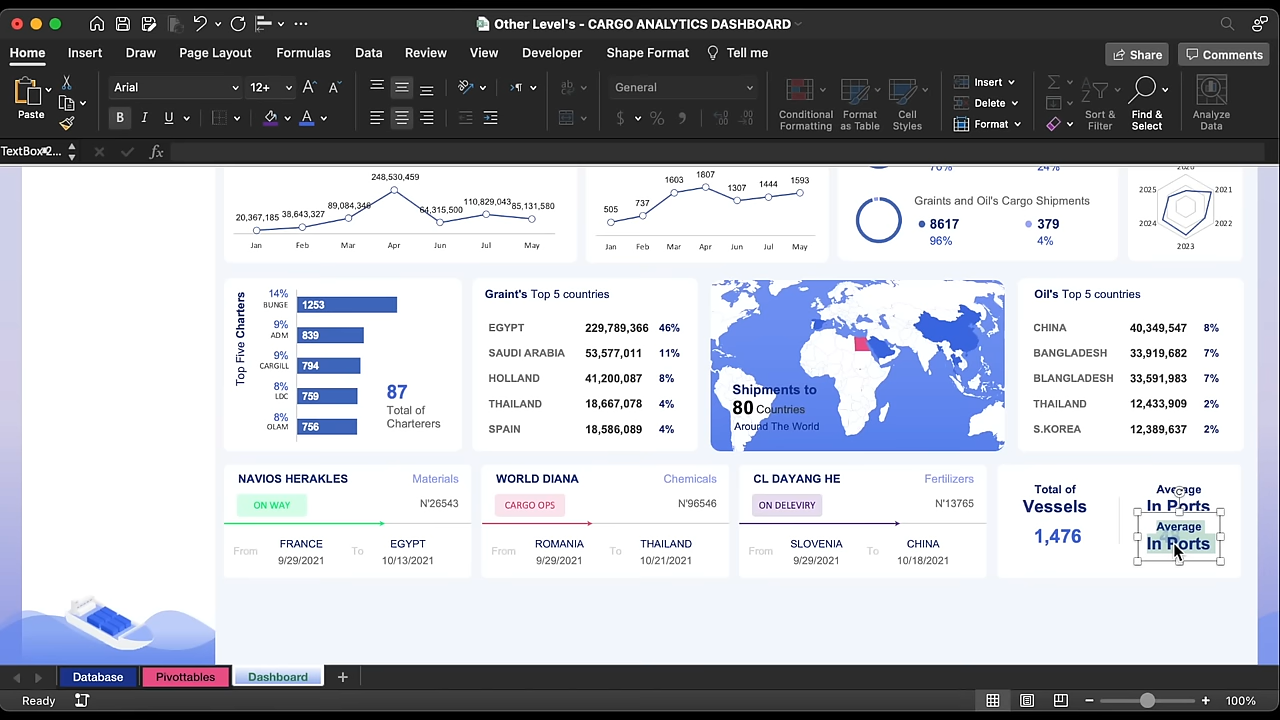 Other Level's - CARGO ANALYTICS DASHBOARD
Home Insert Draw Page Layout Formulas Data Review View Developer Shape Format Tell me Share Comments
Paste
Arial 12+
General
Conditional Formatting
Format as Table
Cell Styles
Insert
Delete
Format
Sort & Filter
Find & Select
Analyze Data
TextBox 2...
fx
248,530,459
20,367,185 38,643,327 89,084,346 64,315,500 110,829,043 85,131,580
Jan Feb Mar Apr Jun Jul May
505 737 1603 1807 1307 1444 1593
Jan Feb Mar Apr Jun Jul May
76% 24%
Graints and Oil's Cargo Shipments
8617 379
96% 4%
2020
2025 2021
2024 2022
2023
Top Five Charters
14%
BUNGE 1253
9%
ADM 839
9%
CARGILL 794
8%
LDC 759
8%
OLAM 756
87
Total of
Charterers
Graint's Top 5 countries
EGYPT 229,789,366 46%
SAUDI ARABIA 53,577,011 11%
HOLLAND 41,200,087 8%
THAILAND 18,667,078 4%
SPAIN 18,586,089 4%
Shipments to
80 Countries
Around The World
Oil's Top 5 countries
CHINA 40,349,547 8%
BANGLADESH 33,919,682 7%
BLANGLADESH 33,591,983 7%
THAILAND 12,433,909 2%
S.KOREA 12,389,637 2%
NAVIOS HERAKLES Materials
ON WAY N'26543
From FRANCE To EGYPT
9/29/2021 10/13/2021
WORLD DIANA Chemicals
CARGO OPS N'96546
From ROMANIA To THAILAND
9/29/2021 10/21/2021
CL DAYANG HE Fertilizers
ON DELEVIRY N'13765
From SLOVENIA To CHINA
9/29/2021 10/18/2021
Total of
Vessels
1,476
Average
In Ports
Average
In Ports
Database Pivottables Dashboard
Ready 100%